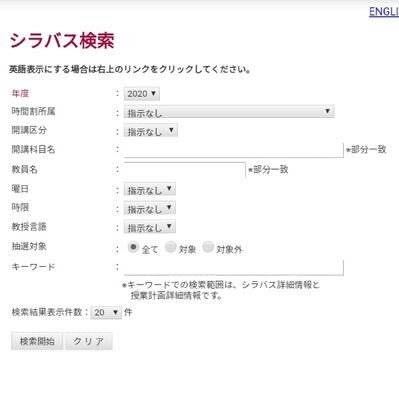 ENGLI
シラバス検索
英語表示にする場合は右上のリンクをクリックしてください。
年度 : 2020
時間割所属 : 指示なし
開講区分 : 指示なし
開講科目名 : ※部分一致
教員名 : ※部分一致
曜日 : 指示なし
時限 : 指示なし
教授言語 : 指示なし
抽選対象 : 全て 対象 対象外
キーワード :
※キーワードでの検索範囲は、シラバス詳細情報と
授業計画詳細情報です。
検索結果表示件数 : 20 件
検索開始 クリア